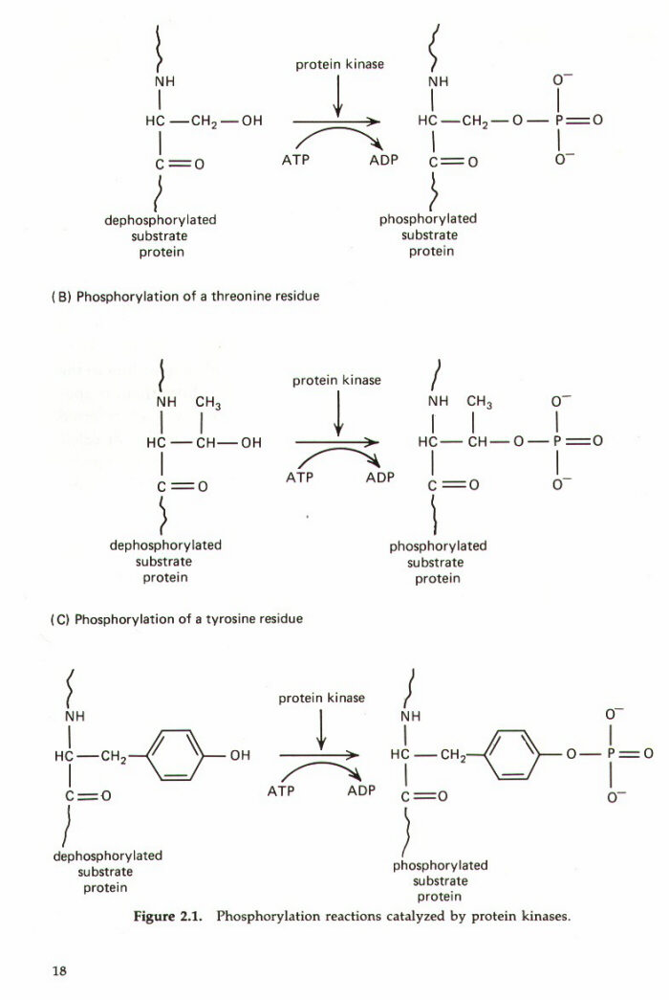 NH
protein kinase
NH
O−
HC—CH₂—OH
HC—CH₂—O—P=O
ATP
ADP
C=O
C=O
O−
dephosphorylated
substrate
protein
phosphorylated
substrate
protein
(B) Phosphorylation of a threonine residue
protein kinase
NH CH₃
NH CH₃
O−
HC—CH—OH
HC—CH—O—P=O
ATP
ADP
C=O
C=O
O−
dephosphorylated
substrate
protein
phosphorylated
substrate
protein
(C) Phosphorylation of a tyrosine residue
protein kinase
NH
NH
O−
HC—CH₂—
OH
HC—CH₂—
O—P=O
ATP
ADP
C=O
C=O
O−
dephosphorylated
substrate
protein
phosphorylated
substrate
protein
Figure 2.1. Phosphorylation reactions catalyzed by protein kinases.
18